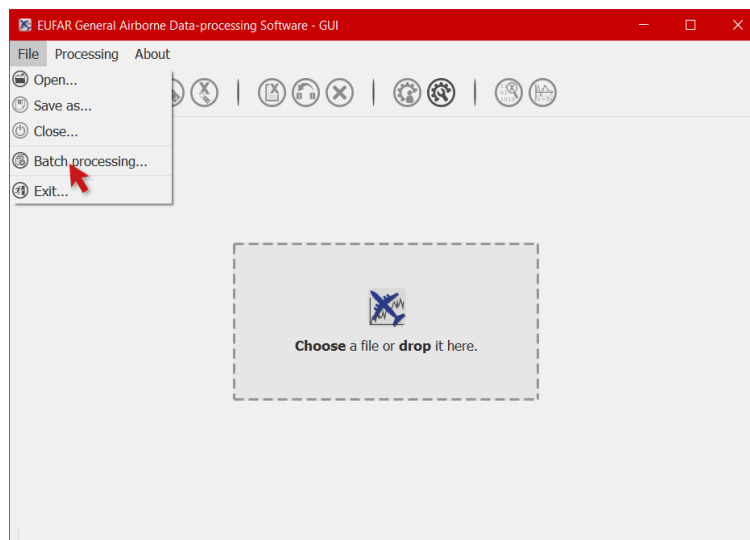 EUFAR General Airborne Data-processing Software - GUI
File Processing About
Open...
Save as...
Close...
Batch processing...
Exit...
Choose a file or drop it here.